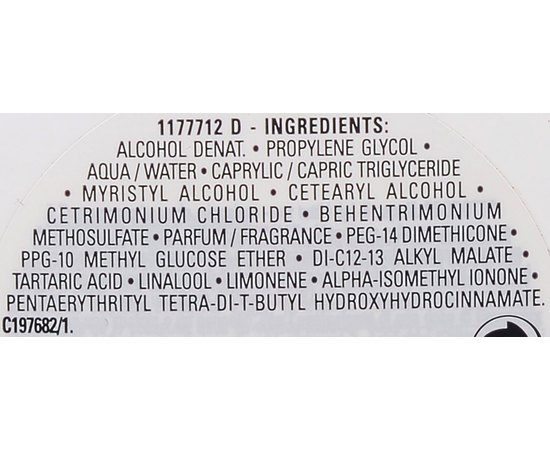 1177712 D - INGREDIENTS:
ALCOHOL DENAT. • PROPYLENE GLYCOL •
AQUA / WATER • CAPRYLIC / CAPRIC TRIGLYCERIDE
• MYRISTYL ALCOHOL • CETEARYL ALCOHOL •
CETRIMONIUM CHLORIDE • BEHENTRIMONIUM
METHOSULFATE • PARFUM / FRAGRANCE • PEG-14 DIMETHICONE •
PPG-10 METHYL GLUCOSE ETHER • DI-C12-13 ALKYL MALATE •
TARTARIC ACID • LINALOOL • LIMONENE • ALPHA-ISOMETHYL IONONE •
PENTAERYTHRITYL TETRA-DI-T-BUTYL HYDROXYHYDROCINNAMATE.
C197682/1.